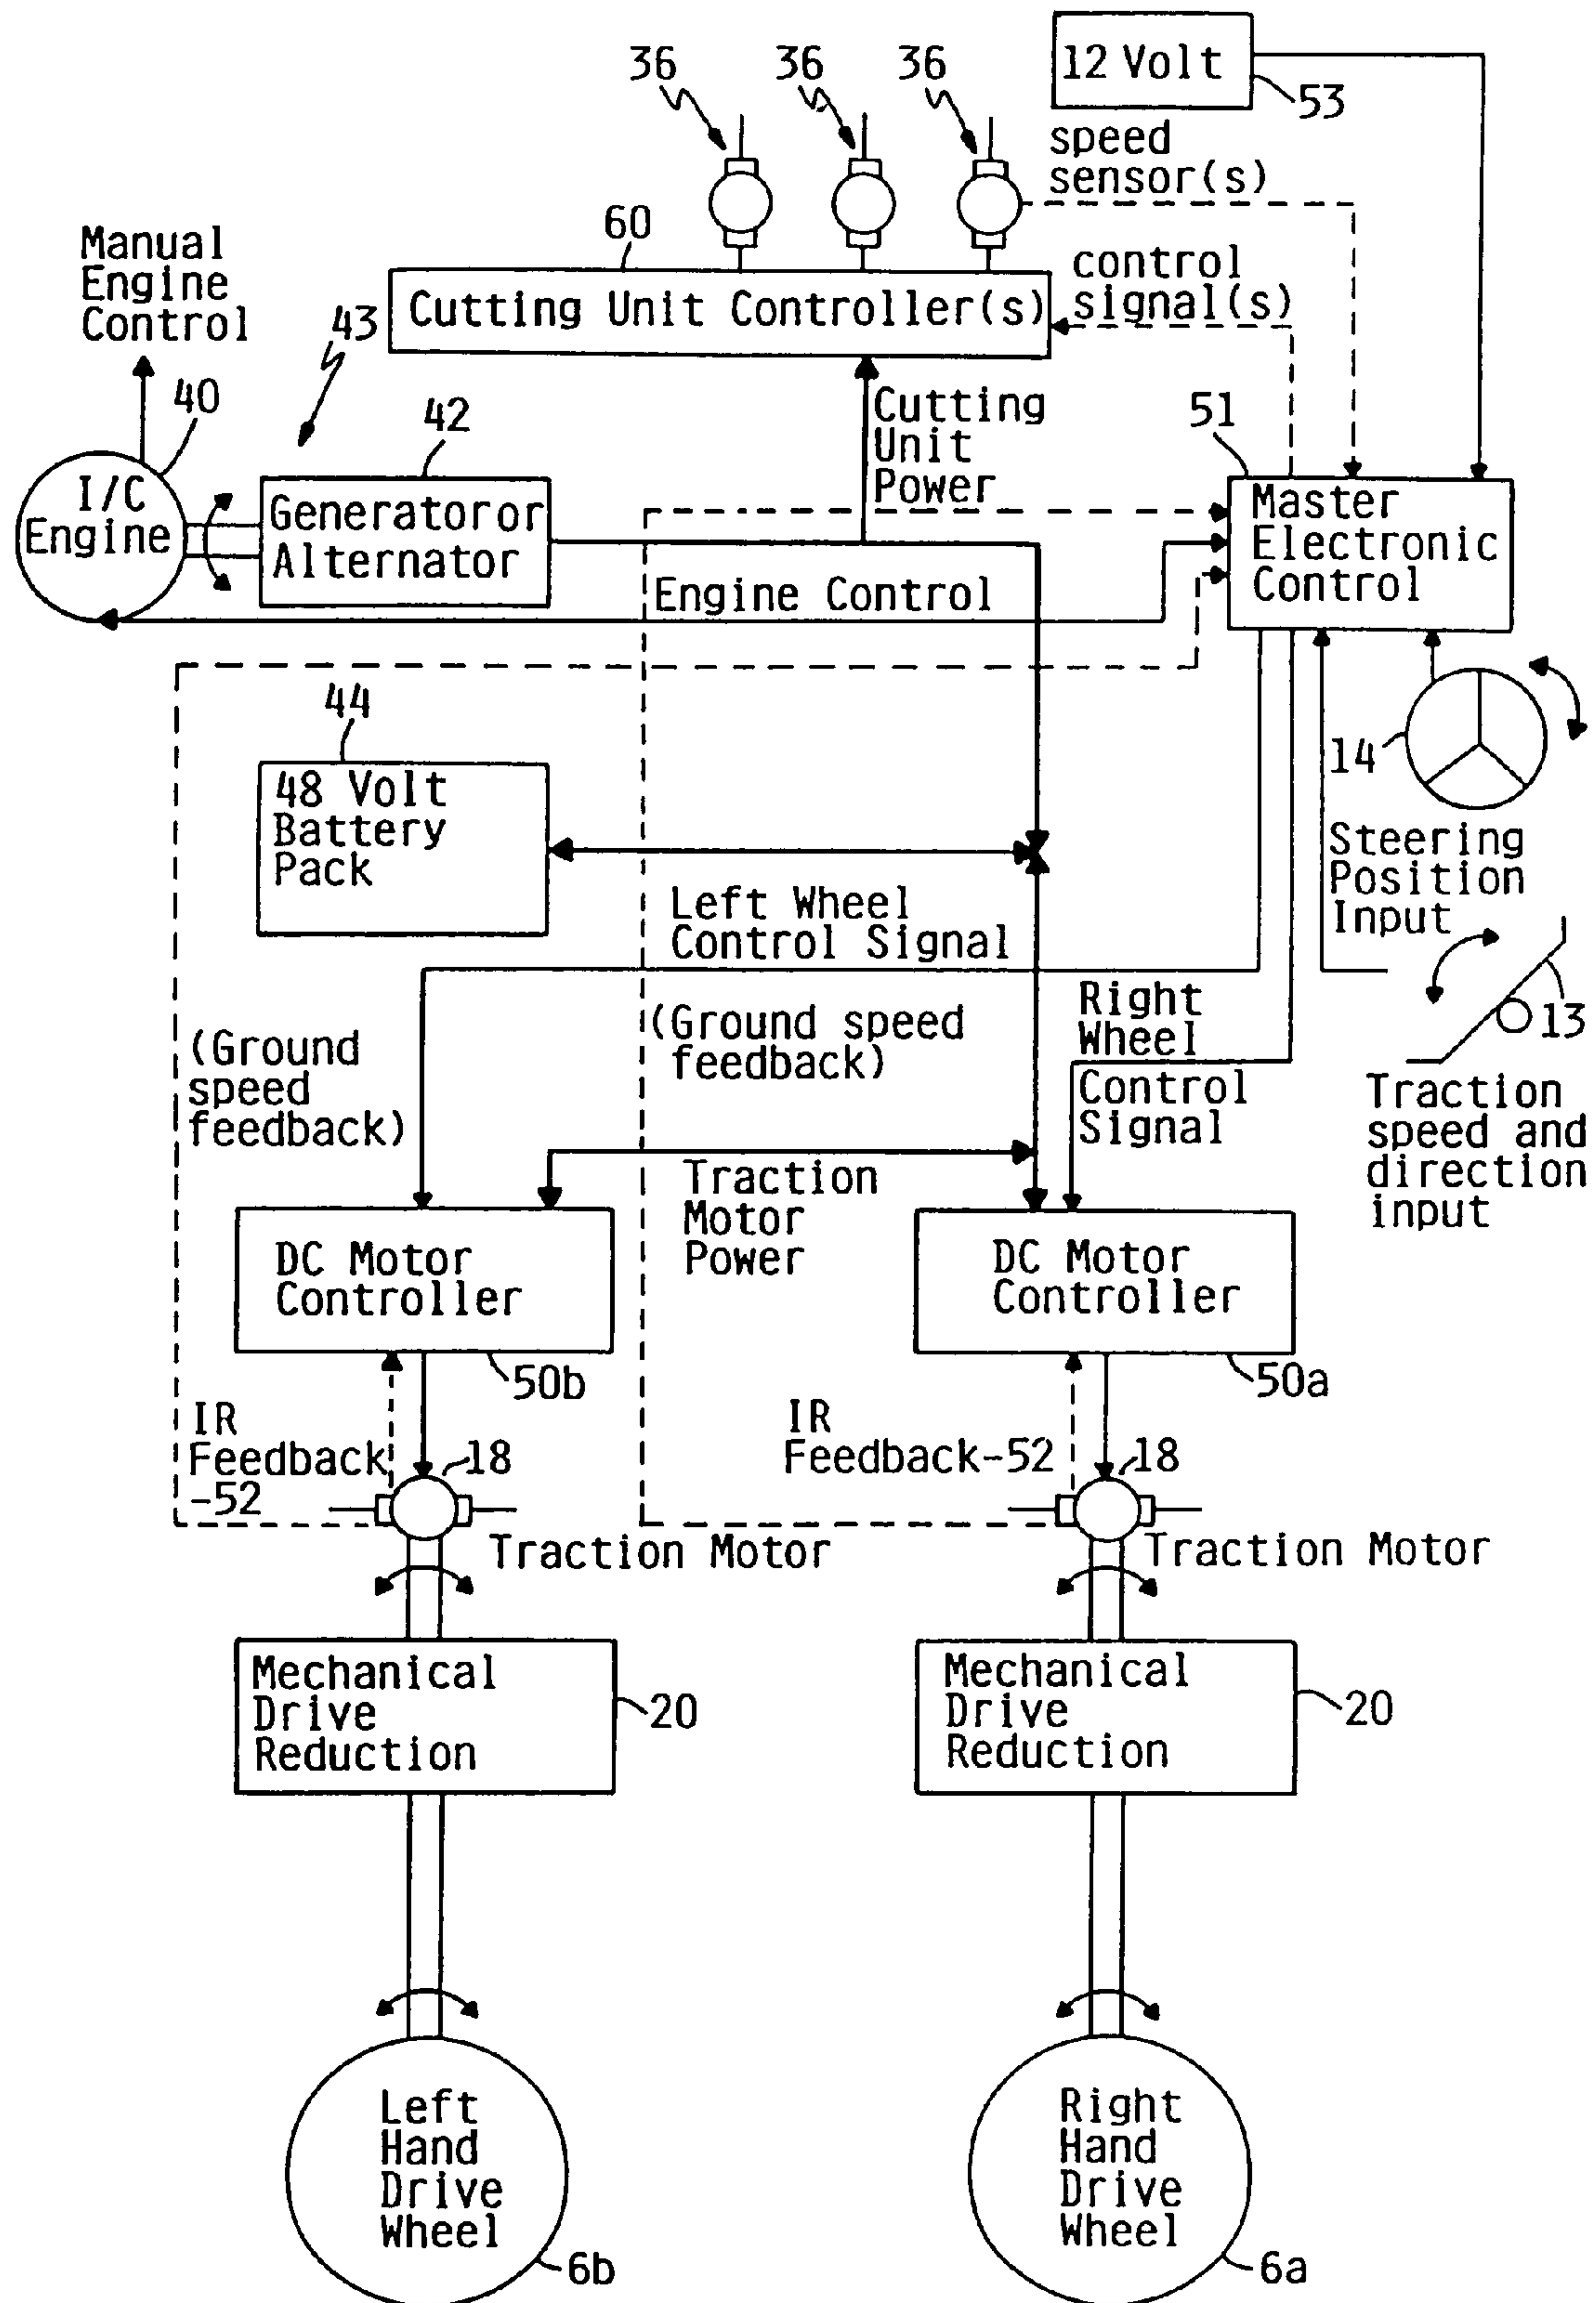 36
36
36
12 Volt
53
speed
sensor(s)
60
Manual
Engine
Control
control
signal(s)
Cutting Unit Controller(s)
43
40
42
Cutting
Unit
Power
51
I/C
Engine
Generator or
Alternator
Master
Electronic
Control
Engine Control
44
14
48 Volt
Battery
Pack
Steering
Position
Input
Left Wheel
Control Signal
13
Right
Wheel
Control
Signal
(Ground speed
feedback)
(Ground
speed
feedback)
Traction
speed and
direction
input
Traction
Motor
Power
DC Motor
Controller
DC Motor
Controller
50b
50a
IR
Feedback
-52
18
IR
Feedback-52
18
Traction Motor
Traction Motor
Mechanical
Drive
Reduction
20
Mechanical
Drive
Reduction
20
Left
Hand
Drive
Wheel
6b
Right
Hand
Drive
Wheel
6a